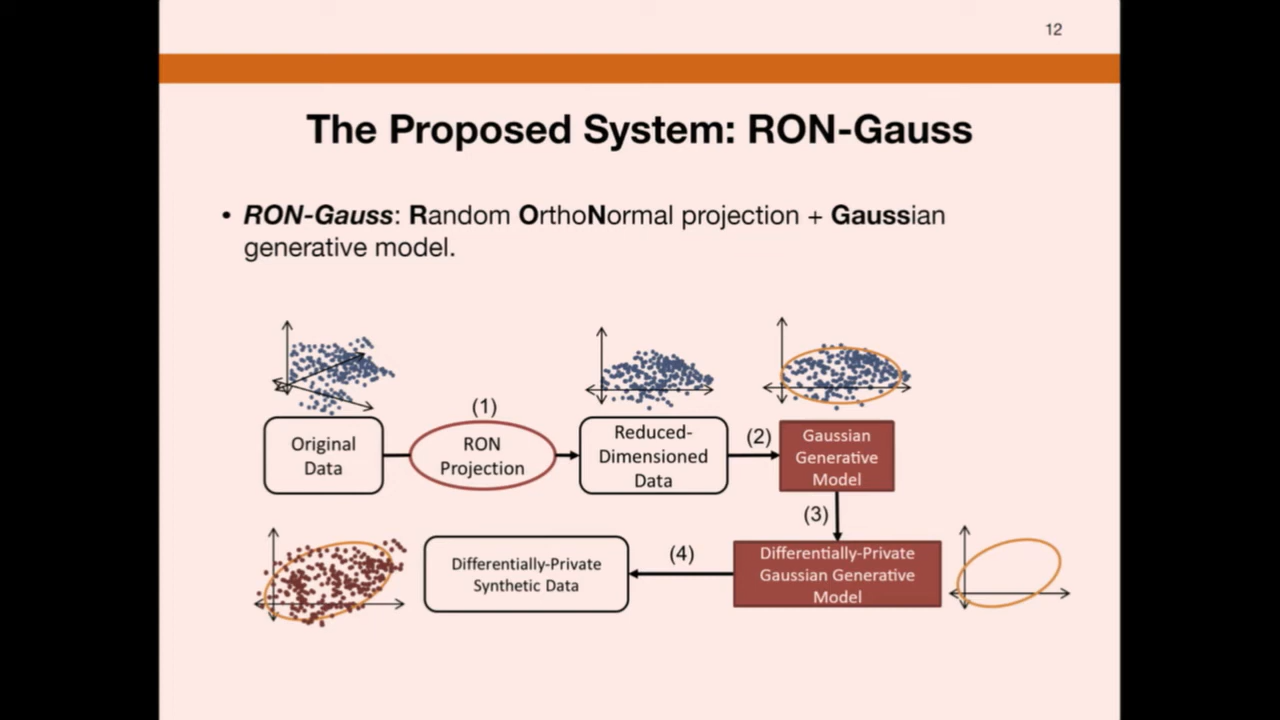 12
The Proposed System: RON-Gauss
• RON-Gauss: Random OrthoNormal projection + Gaussian
generative model.
(1)
Original
Data
RON
Projection
Reduced-
Dimensioned
Data
(2)
Gaussian
Generative
Model
(3)
Differentially-Private
Synthetic Data
(4)
Differentially-Private
Gaussian Generative
Model